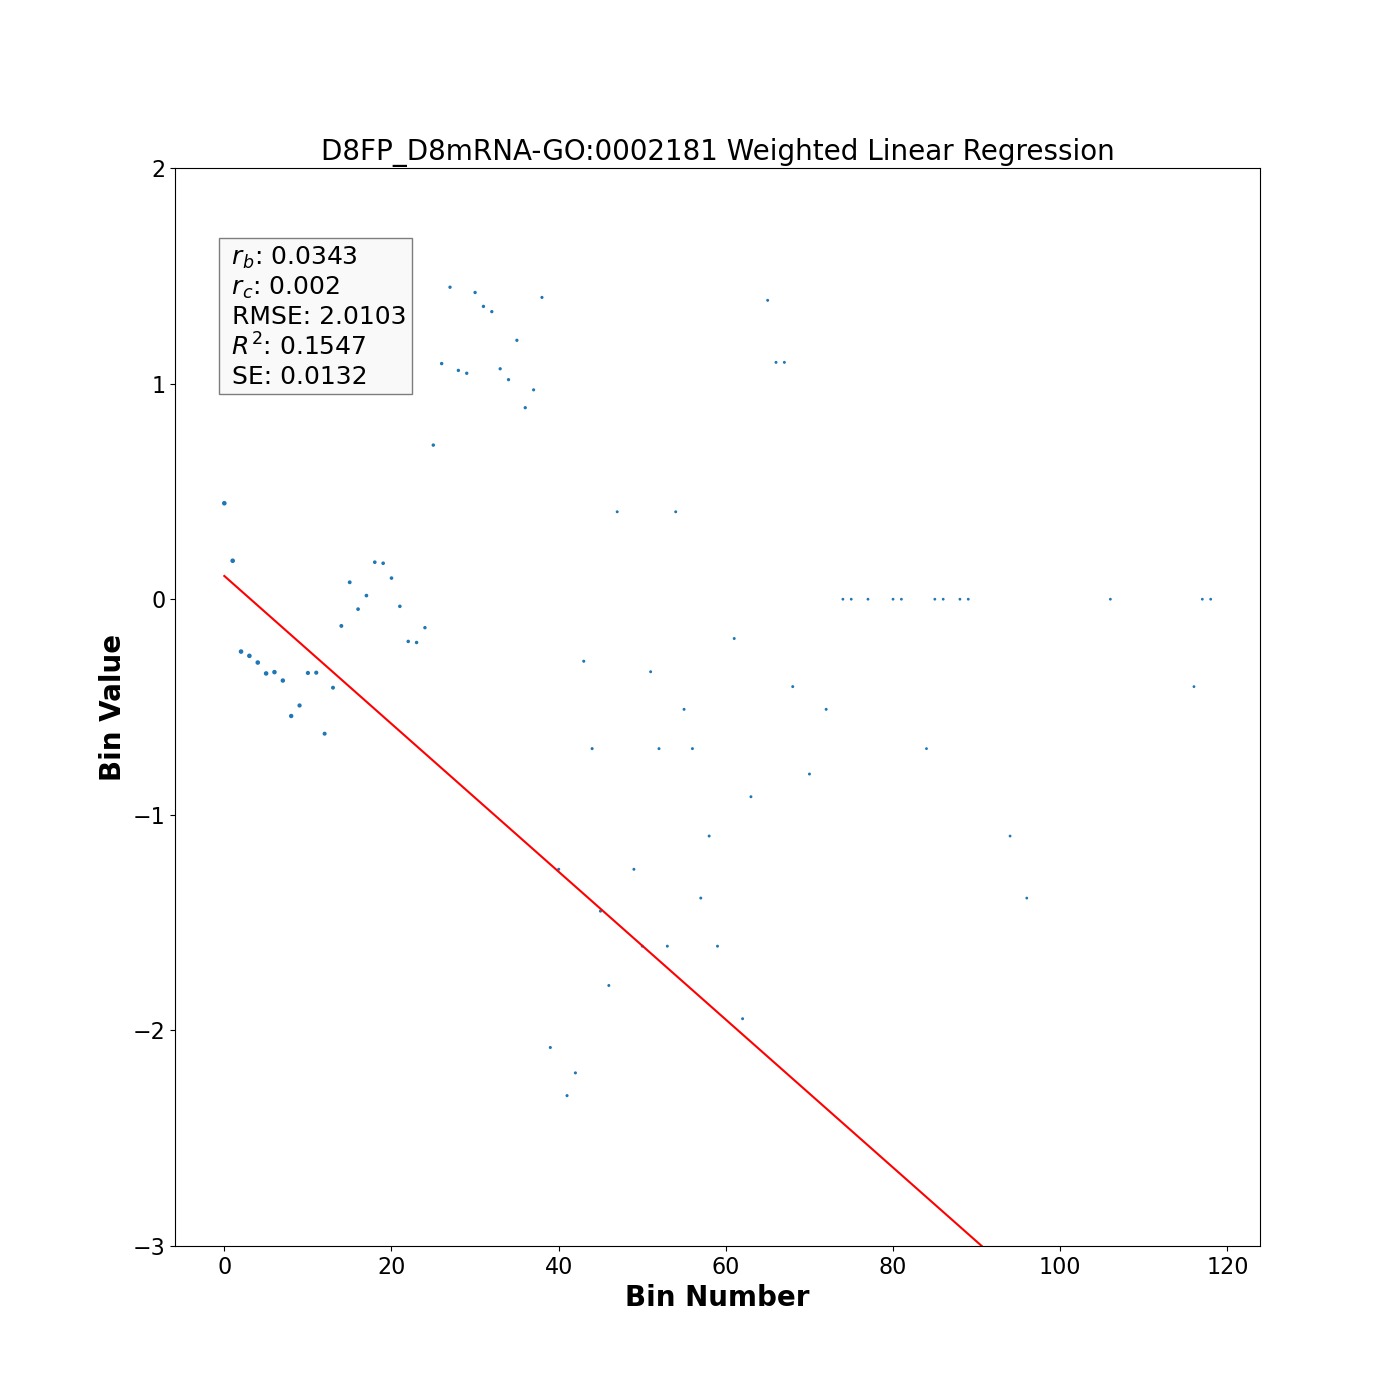 D8FP_D8mRNA-GO:0002181 Weighted Linear Regression
2
r_b: 0.0343
r_c: 0.002
RMSE: 2.0103
R²: 0.1547
SE: 0.0132
1
0
−1
−2
−3
Bin Value
0 20 40 60 80 100 120
Bin Number